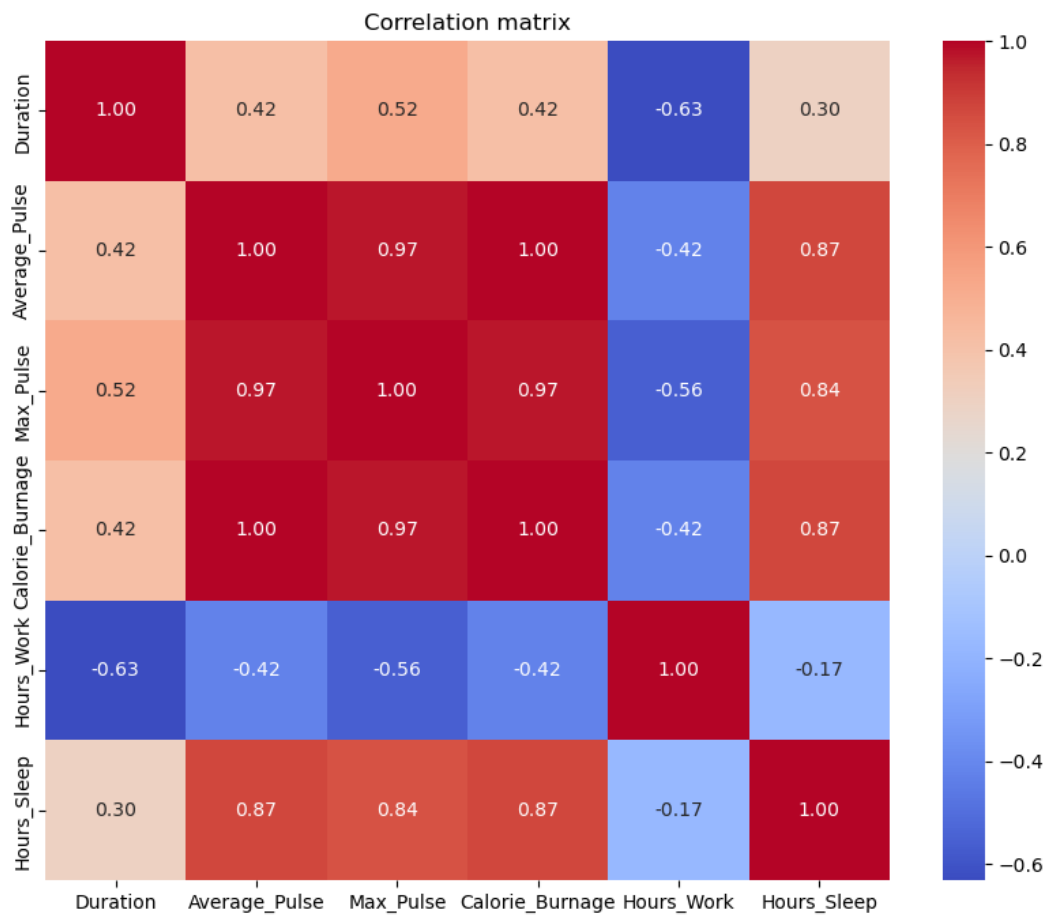 Correlation matrix
Duration 1.00 0.42 0.52 0.42 -0.63 0.30
Average_Pulse 0.42 1.00 0.97 1.00 -0.42 0.87
Max_Pulse 0.52 0.97 1.00 0.97 -0.56 0.84
Calorie_Burnage 0.42 1.00 0.97 1.00 -0.42 0.87
Hours_Work -0.63 -0.42 -0.56 -0.42 1.00 -0.17
Hours_Sleep 0.30 0.87 0.84 0.87 -0.17 1.00
Duration Average_Pulse Max_Pulse Calorie_Burnage Hours_Work Hours_Sleep
1.0
0.8
0.6
0.4
0.2
0.0
−0.2
−0.4
−0.6